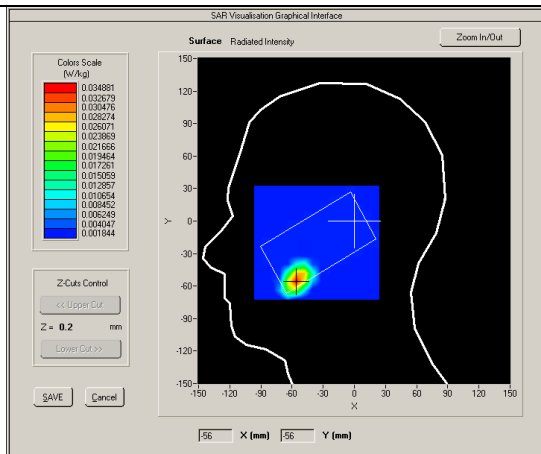 SAR Visualisation Graphical Interface
Surface Radiated Intensity
Zoom In/Out
Colors Scale
(W/kg)
0.034881
0.032679
0.030476
0.028274
0.026071
0.023869
0.021666
0.019464
0.017261
0.015059
0.012857
0.010654
0.008452
0.006249
0.004047
0.001844
Z-Cuts Control
<< Upper Cut
Z = 0.2 mm
Lower Cut >>
SAVE Cancel
150-
120-
90-
60-
30-
0-
-30-
-60-
-90-
-120-
-150-
Y
-150 -120 -90 -60 -30 0 30 60 90 120 150
X
-56 X (mm) -56 Y (mm)